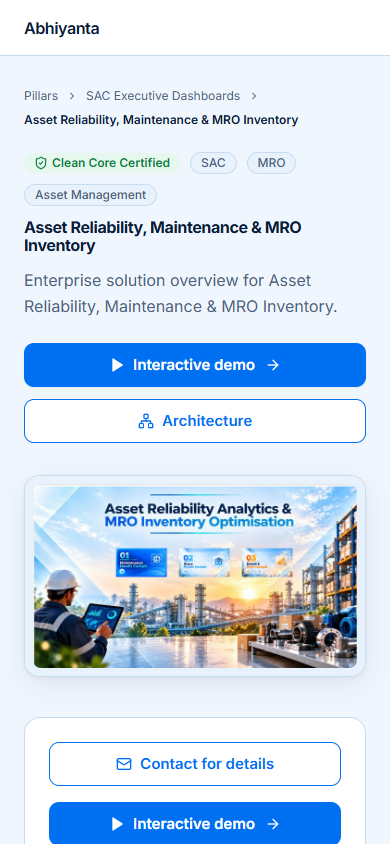 Abhiyanta
Pillars > SAC Executive Dashboards >
Asset Reliability, Maintenance & MRO Inventory
Clean Core Certified SAC MRO
Asset Management
Asset Reliability, Maintenance & MRO
Inventory
Enterprise solution overview for Asset
Reliability, Maintenance & MRO Inventory.
Interactive demo →
Architecture
Asset Reliability Analytics &
MRO Inventory Optimisation
01 02 03
Contact for details
Interactive demo →